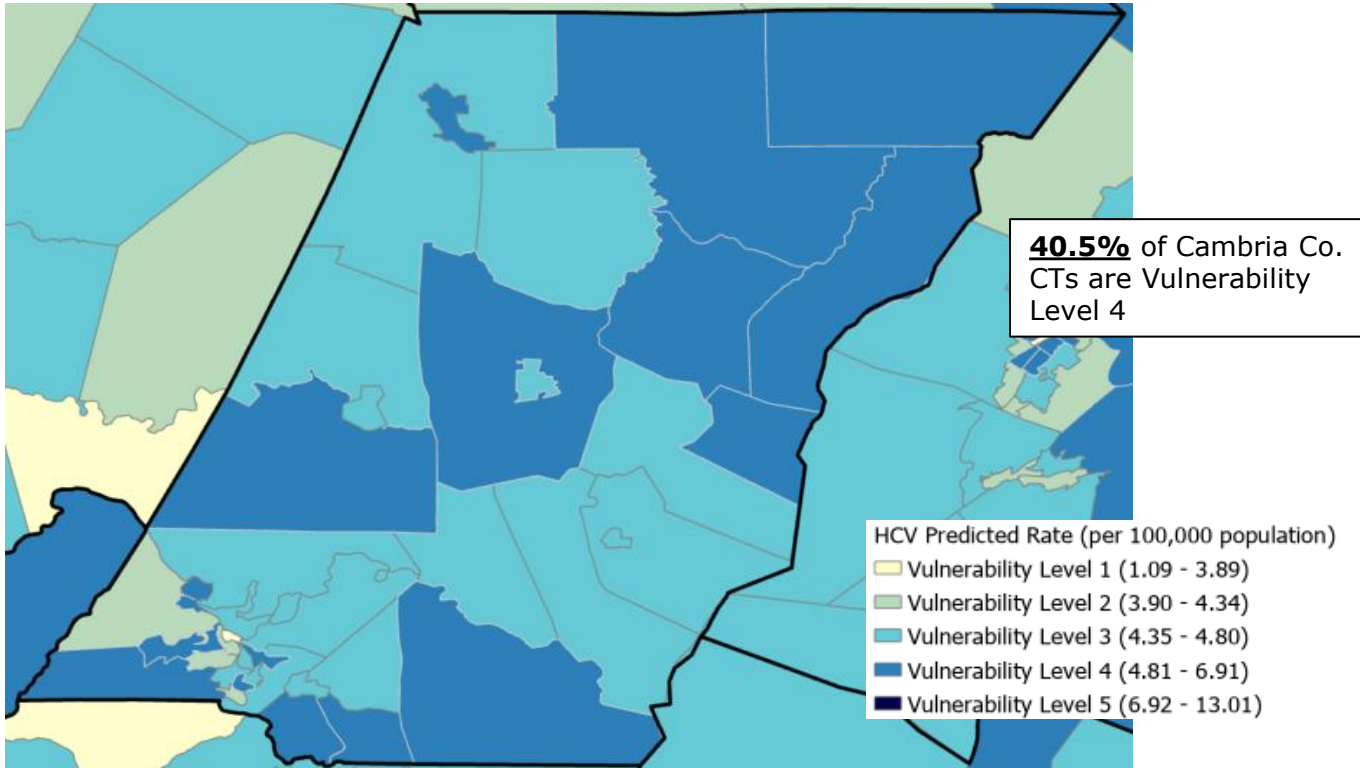 40.5% of Cambria Co.
CTs are Vulnerability
Level 4
HCV Predicted Rate (per 100,000 population)
Vulnerability Level 1 (1.09 - 3.89)
Vulnerability Level 2 (3.90 - 4.34)
Vulnerability Level 3 (4.35 - 4.80)
Vulnerability Level 4 (4.81 - 6.91)
Vulnerability Level 5 (6.92 - 13.01)